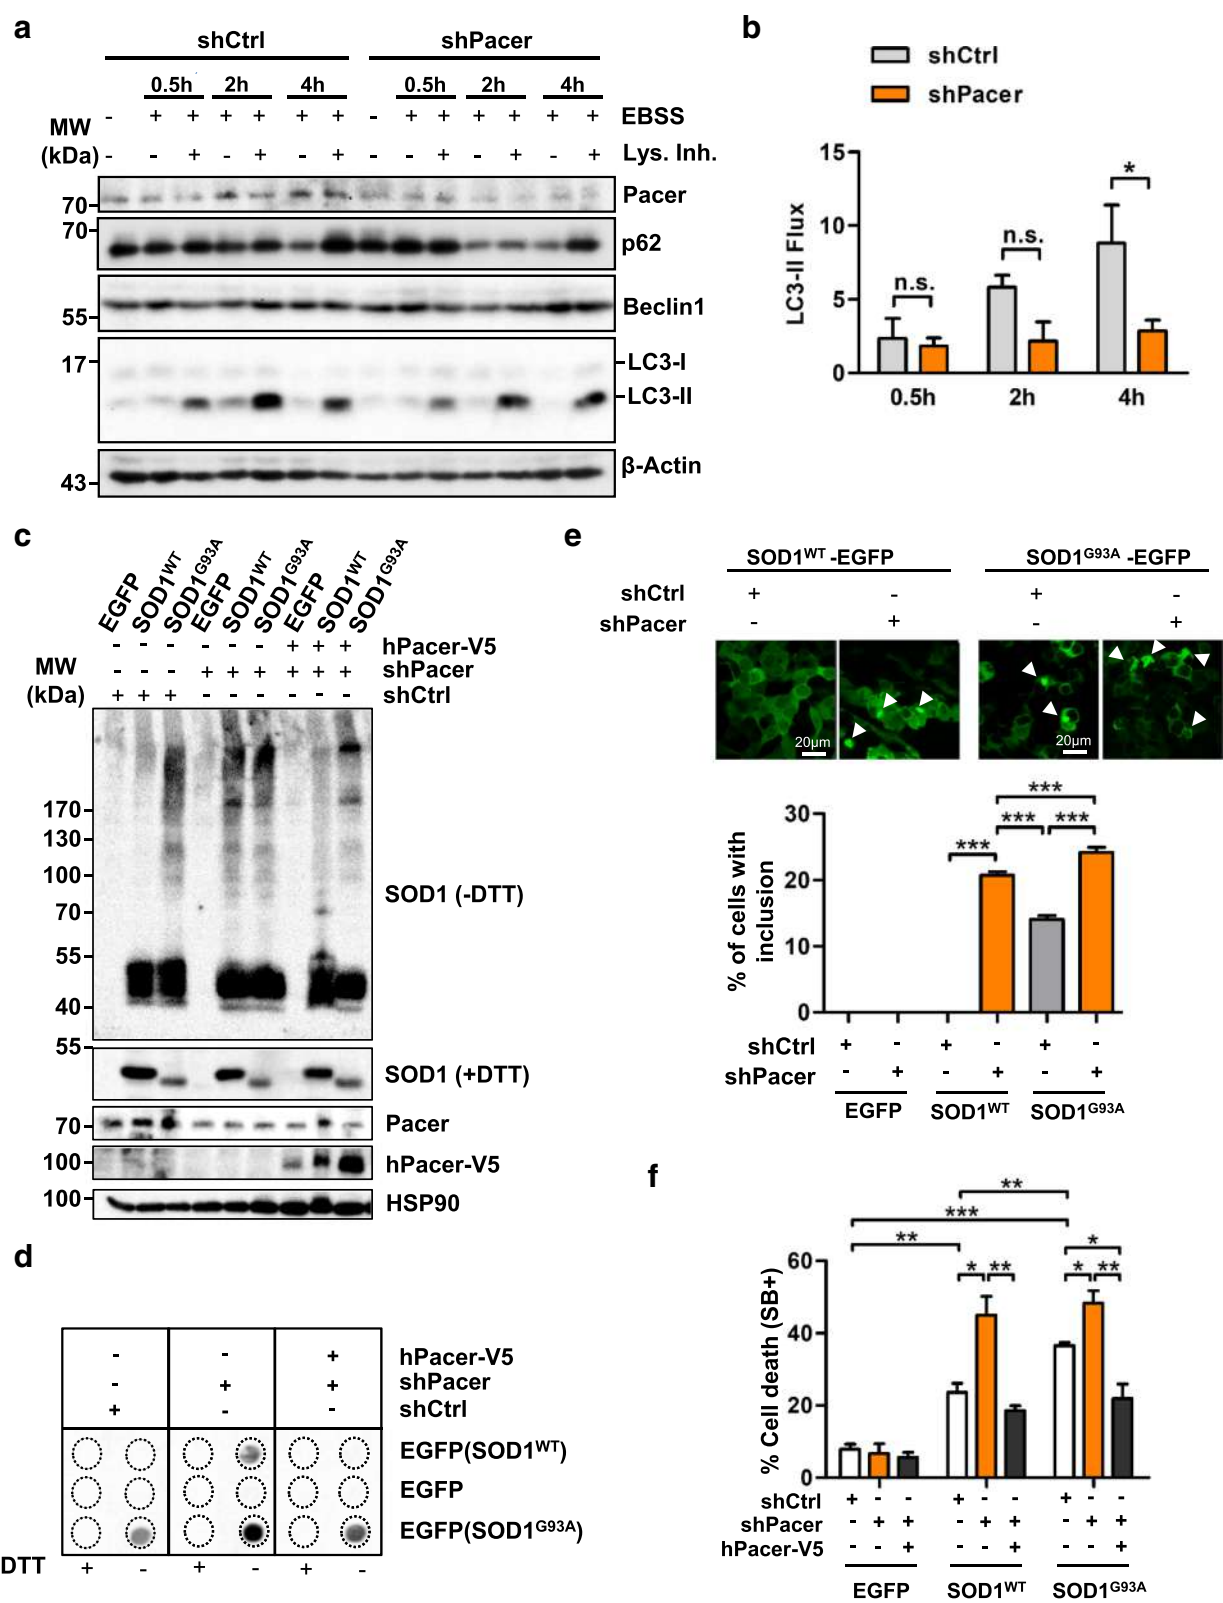 a
shCtrl shPacer
0.5h 2h 4h 0.5h 2h 4h
- + + + + + + - + + + + + + EBSS
MW
(kDa) - - + - + - + - - + - + - + Lys. Inh.
70 Pacer
70 p62
55 Beclin1
17 LC3-I
LC3-II
43 β-Actin
b
shCtrl
shPacer
LC3-II Flux
15
10
5
0
n.s. n.s. *
0.5h 2h 4h
c
EGFP SOD1WT SOD1G93A EGFP SOD1WT SOD1G93A EGFP SOD1WT SOD1G93A
- - - - - - + + + hPacer-V5
MW - - - + + + + + + shPacer
(kDa) + + + - - - - - - shCtrl
170
130
100
70
55
40
SOD1 (-DTT)
55
SOD1 (+DTT)
70 Pacer
100 hPacer-V5
100 HSP90
d
- - + hPacer-V5
- + + shPacer
+ - - shCtrl
EGFP(SOD1WT)
EGFP
EGFP(SOD1G93A)
DTT + - + - + -
e
SOD1WT -EGFP SOD1G93A -EGFP
shCtrl + - + -
shPacer - + - +
20µm 20µm
% of cells with
inclusion
30
20
10
0
***
*** *** ***
shCtrl + - + - + -
shPacer - + - + - +
EGFP SOD1WT SOD1G93A
f
% Cell death (SB+)
60
40
20
0
**
***
** *
* ** * **
shCtrl + - - + - - + - -
shPacer - + + - + + - + +
hPacer-V5 - - + - - + - - +
EGFP SOD1WT SOD1G93A